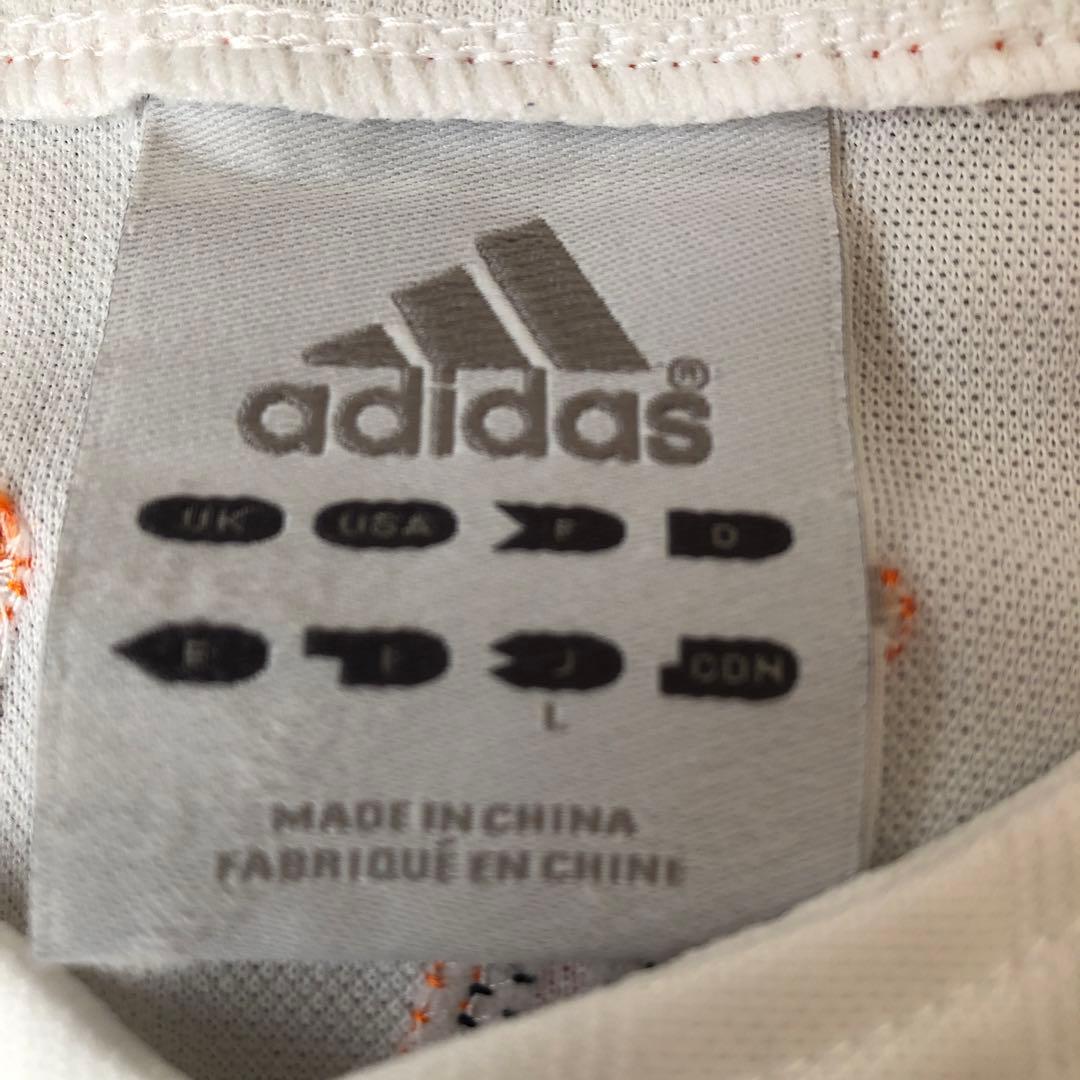 adidas®
UK USA F D
E I J CDN
L
MADE IN CHINA
FABRIQUÉ EN CHINE